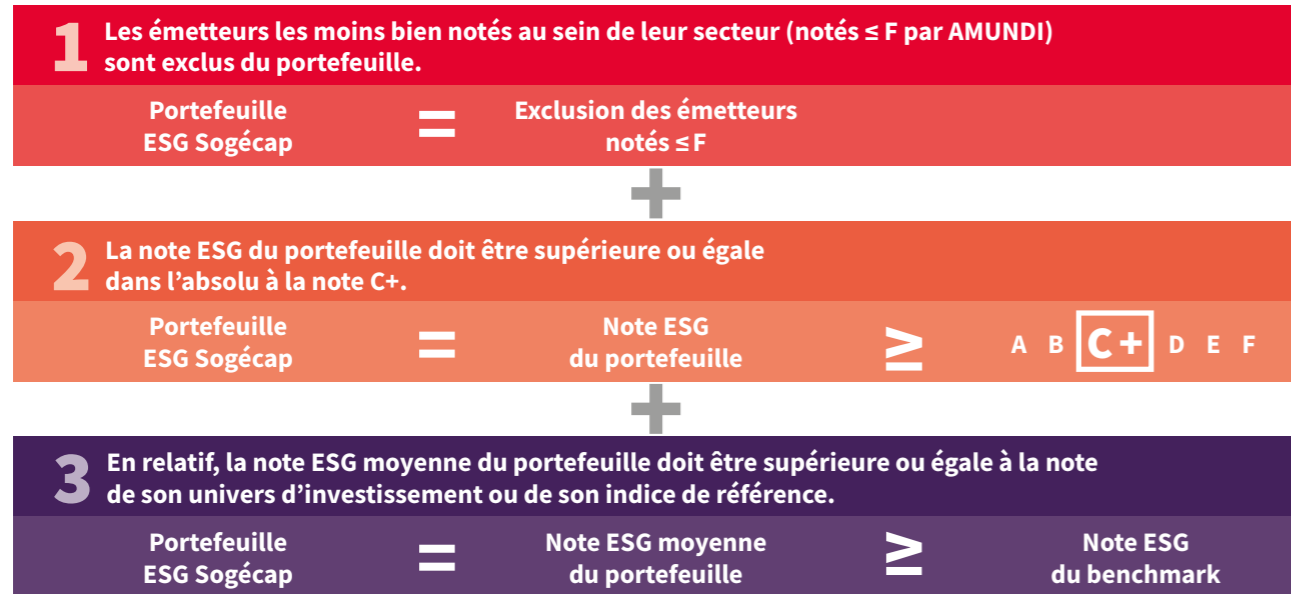 1 Les émetteurs les moins bien notés au sein de leur secteur (notés ≤ F par AMUNDI)
sont exclus du portefeuille.
Portefeuille
ESG Sogécap
=
Exclusion des émetteurs
notés ≤ F
+
2 La note ESG du portefeuille doit être supérieure ou égale
dans l’absolu à la note C+.
Portefeuille
ESG Sogécap
=
Note ESG
du portefeuille
≥
A B C+ D E F
+
3 En relatif, la note ESG moyenne du portefeuille doit être supérieure ou égale à la note
de son univers d’investissement ou de son indice de référence.
Portefeuille
ESG Sogécap
=
Note ESG moyenne
du portefeuille
≥
Note ESG
du benchmark